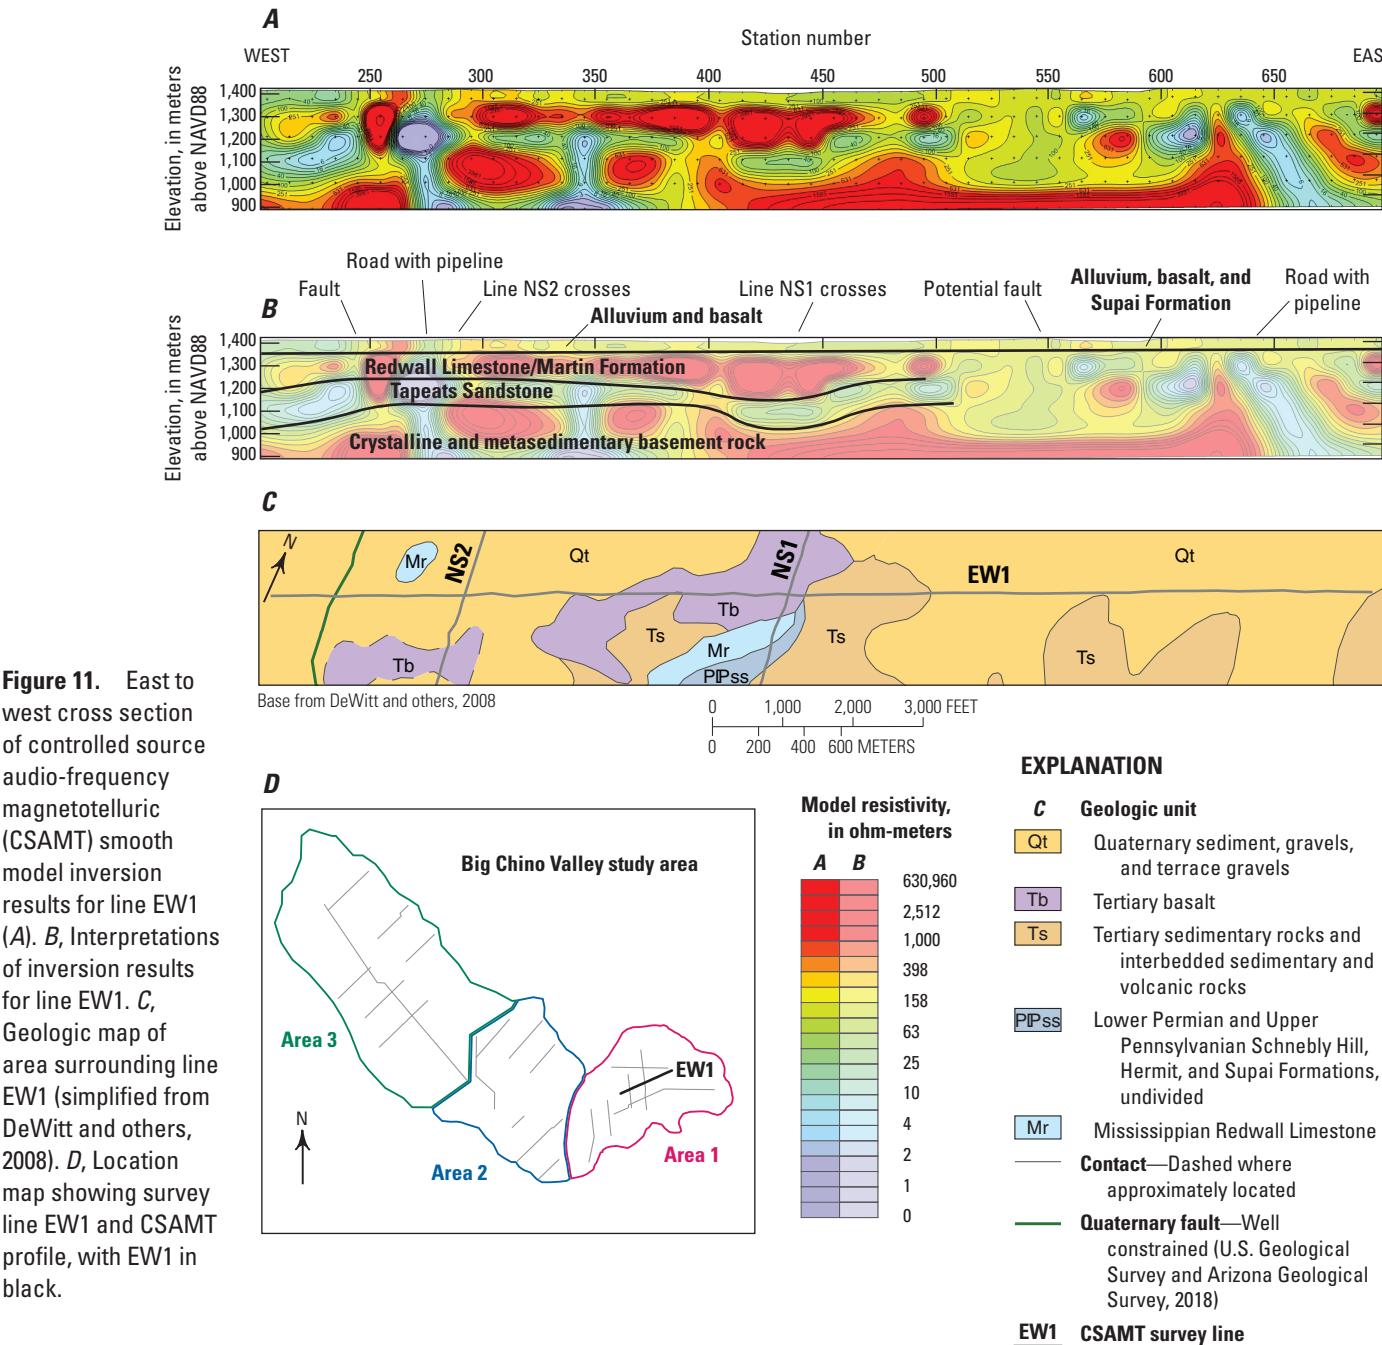 A
Station number
WEST
EAS
250 300 350 400 450 500 550 600 650
Elevation, in meters
above NAVD88
1,400
1,300
1,200
1,100
1,000
900
Road with pipeline
Fault
Line NS2 crosses
Line NS1 crosses
Potential fault
Alluvium, basalt, and
Supai Formation
Road with
pipeline
B
Alluvium and basalt
Elevation, in meters
above NAVD88
1,400
1,300
1,200
1,100
1,000
900
Redwall Limestone/Martin Formation
Tapeats Sandstone
Crystalline and metasedimentary basement rock
C
N
Mr
NS2
Qt
NS1
EW1
Qt
Tb
Ts
Mr
Ts
Ts
Tb
PIPss
Base from DeWitt and others, 2008
0 1,000 2,000 3,000 FEET
0 200 400 600 METERS
Figure 11. East to
west cross section
of controlled source
audio-frequency
magnetotelluric
(CSAMT) smooth
model inversion
results for line EW1
(A). B, Interpretations
of inversion results
for line EW1. C,
Geologic map of
area surrounding line
EW1 (simplified from
DeWitt and others,
2008). D, Location
map showing survey
line EW1 and CSAMT
profile, with EW1 in
black.
D
Big Chino Valley study area
Area 3
EW1
N
Area 2
Area 1
Model resistivity,
in ohm-meters
A B
630,960
2,512
1,000
398
158
63
25
10
4
2
1
0
EXPLANATION
C Geologic unit
Qt Quaternary sediment, gravels,
and terrace gravels
Tb Tertiary basalt
Ts Tertiary sedimentary rocks and
interbedded sedimentary and
volcanic rocks
PIPss Lower Permian and Upper
Pennsylvanian Schnebly Hill,
Hermit, and Supai Formations,
undivided
Mr Mississippian Redwall Limestone
Contact—Dashed where
approximately located
Quaternary fault—Well
constrained (U.S. Geological
Survey and Arizona Geological
Survey, 2018)
EW1 CSAMT survey line